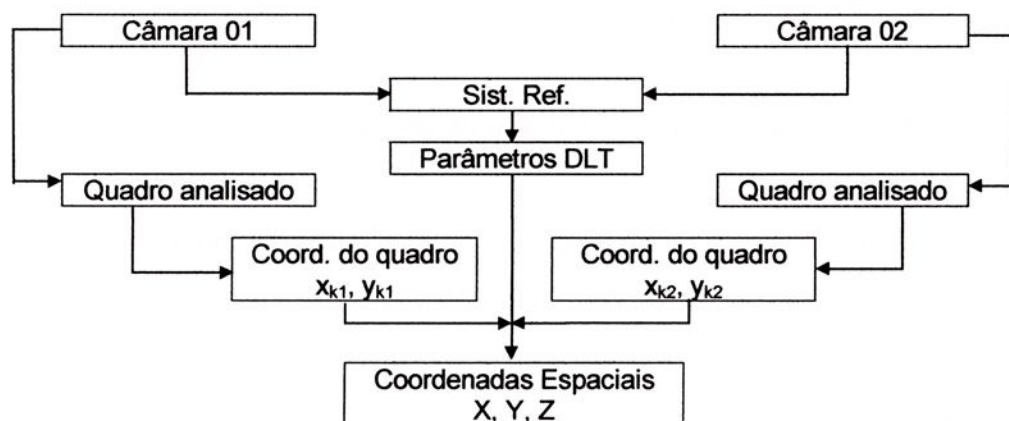 Câmara 01
Câmara 02
Sist. Ref.
Parâmetros DLT
Quadro analisado
Quadro analisado
Coord. do quadro
xk1, yk1
Coord. do quadro
xk2, yk2
Coordenadas Espaciais
X, Y, Z